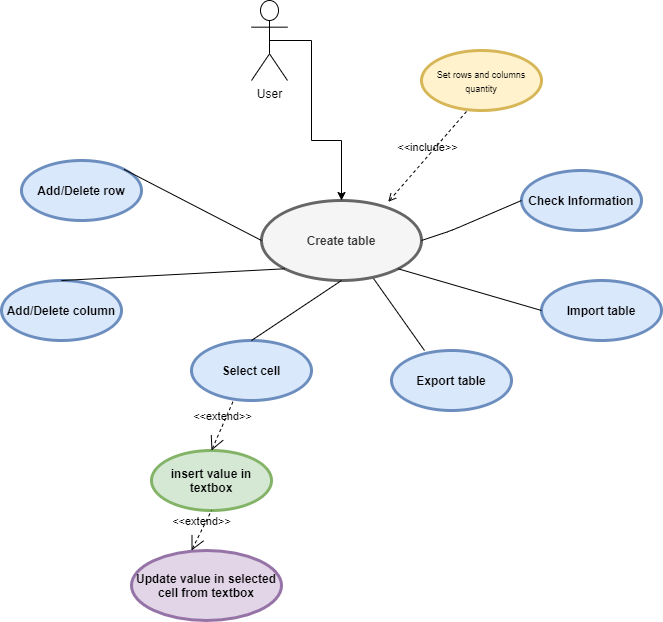 User
Set rows and columns
quantity
<<include>>
Add/Delete row
Check Information
Create table
Add/Delete column
Import table
Select cell
Export table
<<extend>>
insert value in
textbox
<<extend>>
Update value in selected
cell from textbox